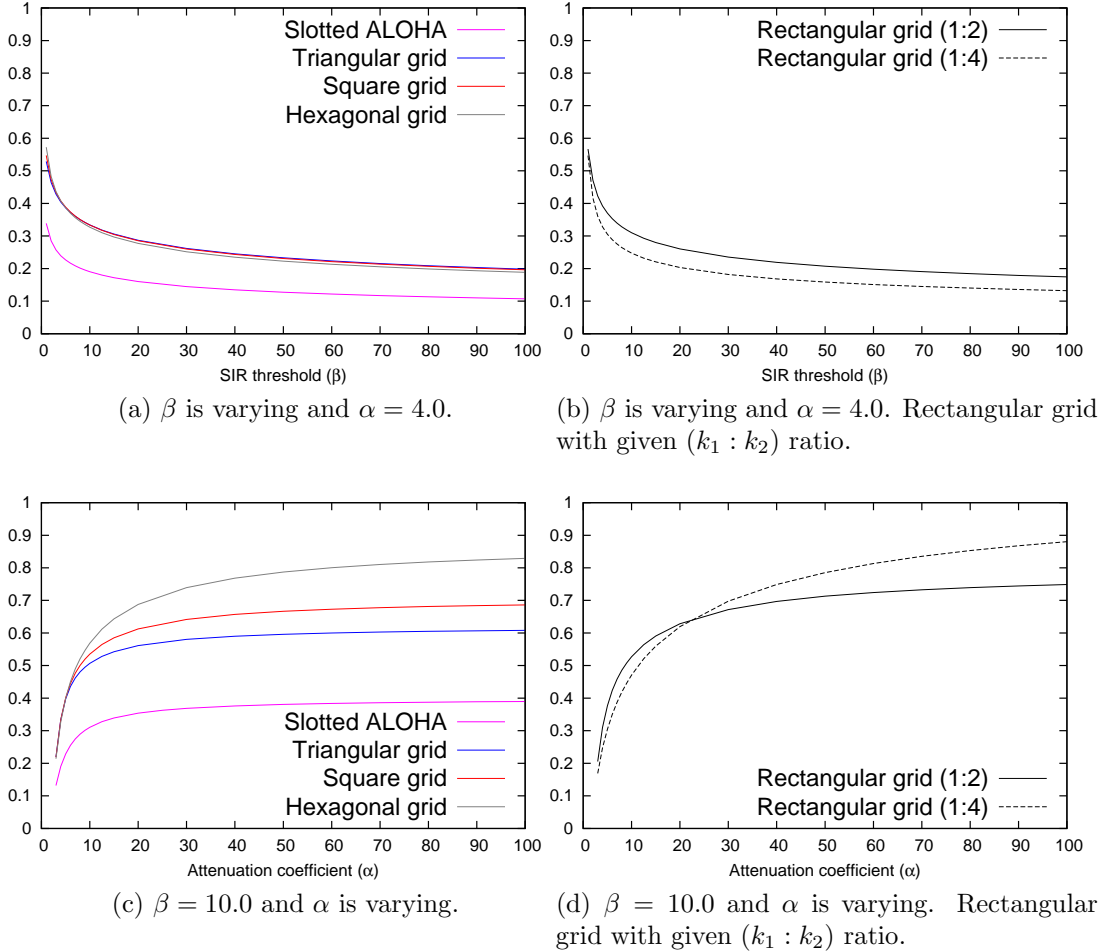 1
0.9
0.8
0.7
0.6
0.5
0.4
0.3
0.2
0.1
0
Slotted ALOHA
Triangular grid
Square grid
Hexagonal grid
0 10 20 30 40 50 60 70 80 90 100
SIR threshold (β)
(a) β is varying and α = 4.0.
1
0.9
0.8
0.7
0.6
0.5
0.4
0.3
0.2
0.1
0
Rectangular grid (1:2)
Rectangular grid (1:4)
0 10 20 30 40 50 60 70 80 90 100
SIR threshold (β)
(b) β is varying and α = 4.0. Rectangular grid
with given (k₁ : k₂) ratio.
1
0.9
0.8
0.7
0.6
0.5
0.4
0.3
0.2
0.1
0
Slotted ALOHA
Triangular grid
Square grid
Hexagonal grid
0 10 20 30 40 50 60 70 80 90 100
Attenuation coefficient (α)
(c) β = 10.0 and α is varying.
1
0.9
0.8
0.7
0.6
0.5
0.4
0.3
0.2
0.1
0
Rectangular grid (1:2)
Rectangular grid (1:4)
0 10 20 30 40 50 60 70 80 90 100
Attenuation coefficient (α)
(d) β = 10.0 and α is varying. Rectangular
grid with given (k₁ : k₂) ratio.